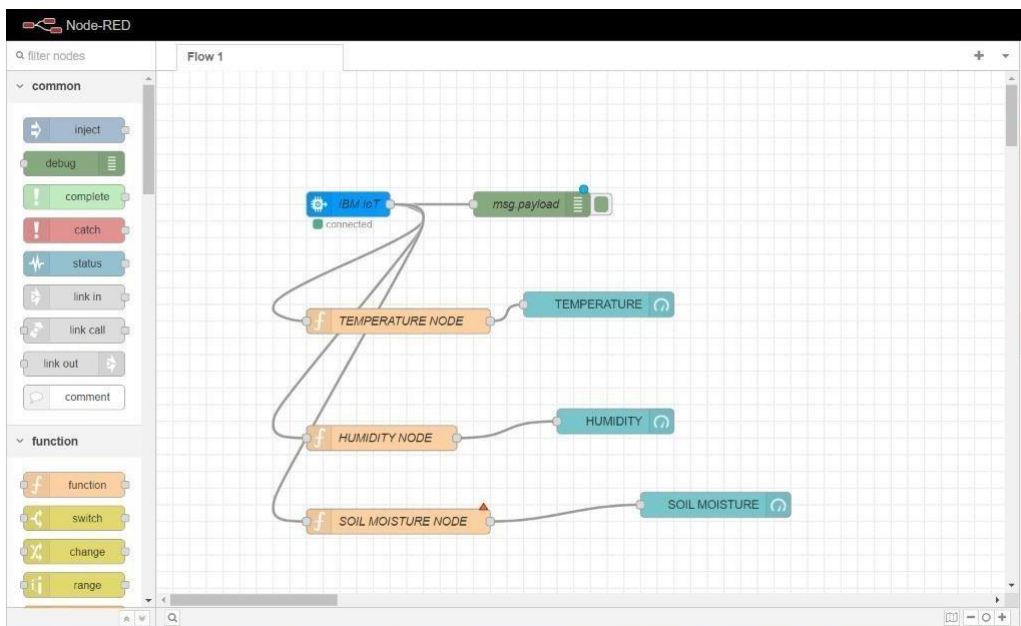 Node-RED
filter nodes
Flow 1
common
inject
debug
complete
catch
status
link in
link call
link out
comment
function
function
switch
change
range
IBM IoT
connected
msg.payload
TEMPERATURE NODE
TEMPERATURE
HUMIDITY NODE
HUMIDITY
SOIL MOISTURE NODE
SOIL MOISTURE